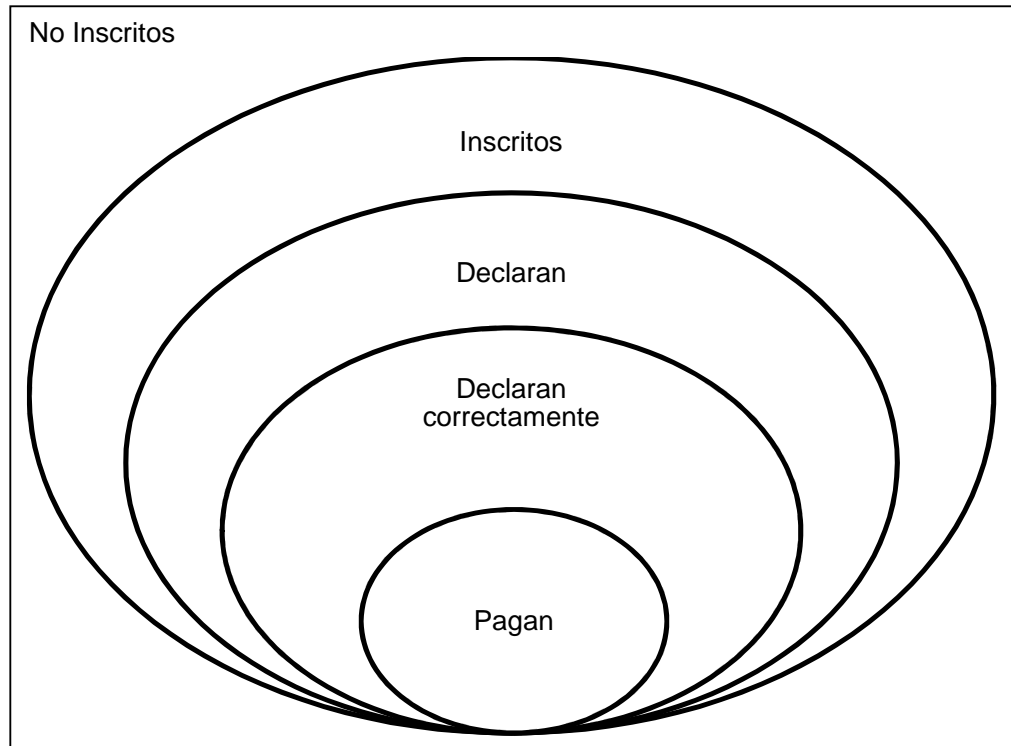 No Inscritos
Inscritos
Declaran
Declaran
correctamente
Pagan